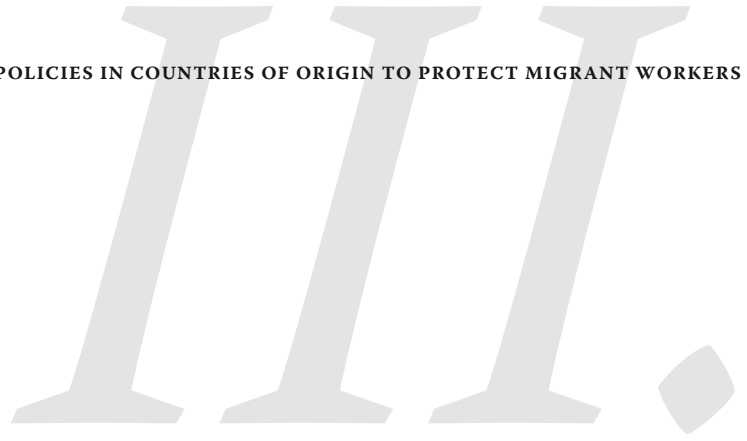 III.
POLICIES IN COUNTRIES OF ORIGIN TO PROTECT MIGRANT WORKERS